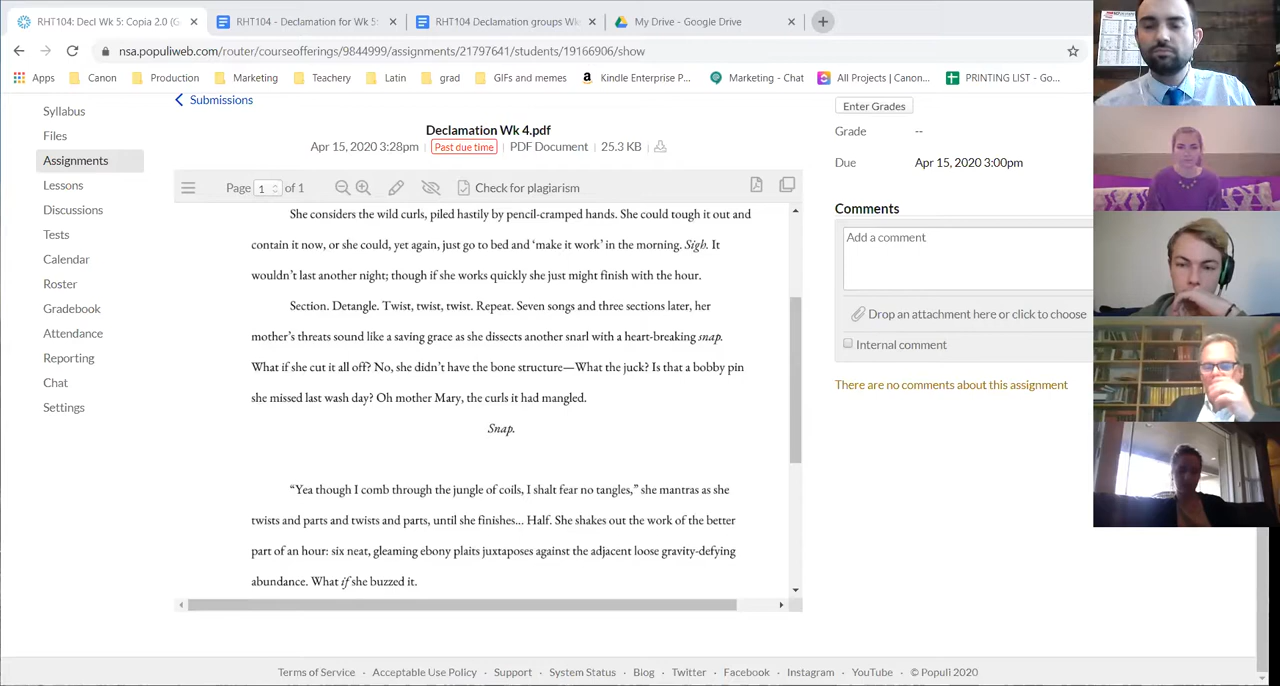 RHT104: Decl Wk 5: Copia 2.0 (G
RHT104 - Declamation for Wk 5:
RHT104 Declamation groups Wk
My Drive - Google Drive
nsa.populiweb.com/router/courseofferings/9844999/assignments/21797641/students/19166906/show
Apps Canon Production Marketing Teachery Latin grad GIFs and memes Kindle Enterprise P... Marketing - Chat All Projects | Canon... PRINTING LIST - Go...
Syllabus
Files
Assignments
Lessons
Discussions
Tests
Calendar
Roster
Gradebook
Attendance
Reporting
Chat
Settings
Submissions
Declamation Wk 4.pdf
Apr 15, 2020 3:28pm Past due time PDF Document 25.3 KB
Page 1 of 1 Check for plagiarism
She considers the wild curls, piled hastily by pencil-cramped hands. She could tough it out and
contain it now, or she could, yet again, just go to bed and ‘make it work’ in the morning. Sigh. It
wouldn’t last another night; though if she works quickly she just might finish with the hour.
Section. Detangle. Twist, twist, twist. Repeat. Seven songs and three sections later, her
mother’s threats sound like a saving grace as she dissects another snarl with a heart-breaking snap.
What if she cut it all off? No, she didn’t have the bone structure—What the juck? Is that a bobby pin
she missed last wash day? Oh mother Mary, the curls it had mangled.
Snap.
“Yea though I comb through the jungle of coils, I shalt fear no tangles,” she mantras as she
twists and parts and twists and parts, until she finishes... Half. She shakes out the work of the better
part of an hour: six neat, gleaming ebony plaits juxtaposes against the adjacent loose gravity-defying
abundance. What if she buzzed it.
Enter Grades
Grade --
Due Apr 15, 2020 3:00pm
Comments
Add a comment
Drop an attachment here or click to choose
Internal comment
There are no comments about this assignment
Terms of Service · Acceptable Use Policy · Support · System Status · Blog · Twitter · Facebook · Instagram · YouTube · © Populi 2020